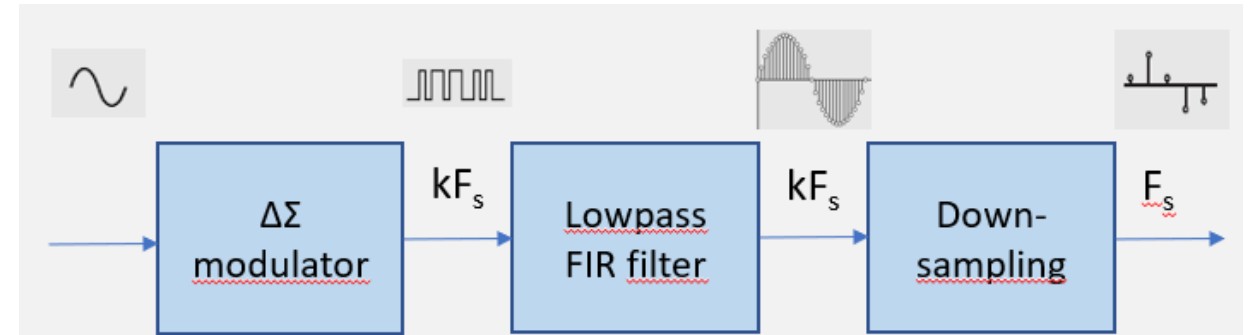 ΔΣ
modulator
kFₛ
Lowpass
FIR filter
kFₛ
Down-
sampling
Fₛ